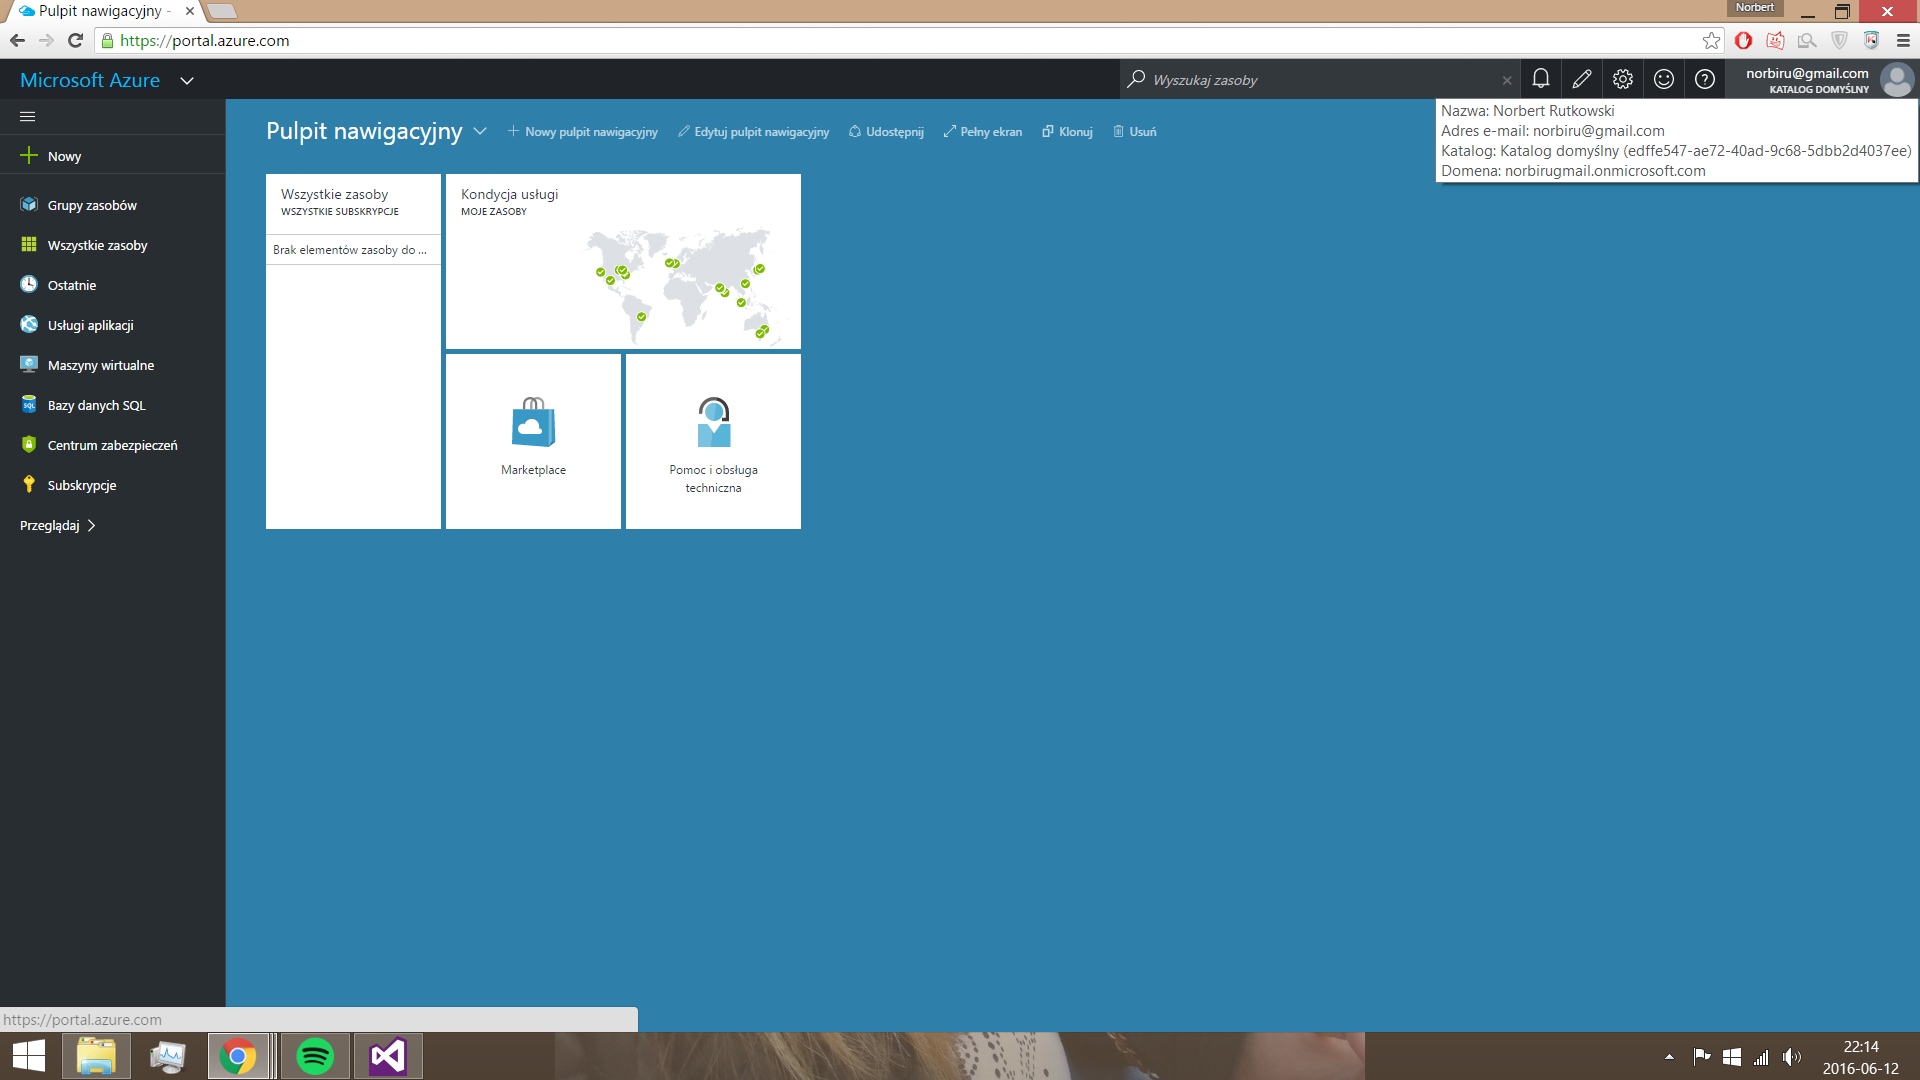 Pulpit nawigacyjny -
Norbert
https://portal.azure.com
Microsoft Azure
Wyszukaj zasoby
norbiru@gmail.com
KATALOG DOMYŚLNY
Nazwa: Norbert Rutkowski
Adres e-mail: norbiru@gmail.com
Katalog: Katalog domyślny (edffe547-ae72-40ad-9c68-5dbb2d4037ee)
Domena: norbirugmail.onmicrosoft.com
Pulpit nawigacyjny
Nowy pulpit nawigacyjny
Edytuj pulpit nawigacyjny
Udostępnij
Pełny ekran
Klonuj
Usuń
Nowy
Grupy zasobów
Wszystkie zasoby
Ostatnie
Usługi aplikacji
Maszyny wirtualne
Bazy danych SQL
Centrum zabezpieczeń
Subskrypcje
Przeglądaj
Wszystkie zasoby
WSZYSTKIE SUBSKRYPCJE
Brak elementów zasoby do ...
Kondycja usługi
MOJE ZASOBY
Marketplace
Pomoc i obsługa
techniczna
https://portal.azure.com
22:14
2016-06-12